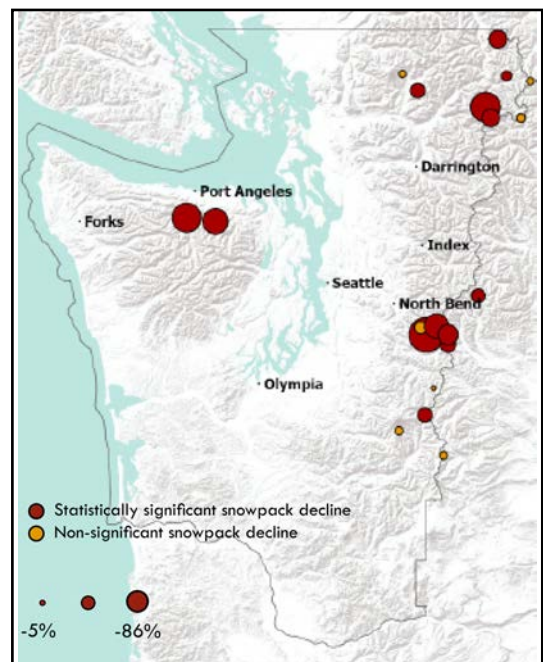 Darrington
Port Angeles
Forks
Index
Seattle
North Bend
Olympia
Statistically significant snowpack decline
Non-significant snowpack decline
-5% -86%